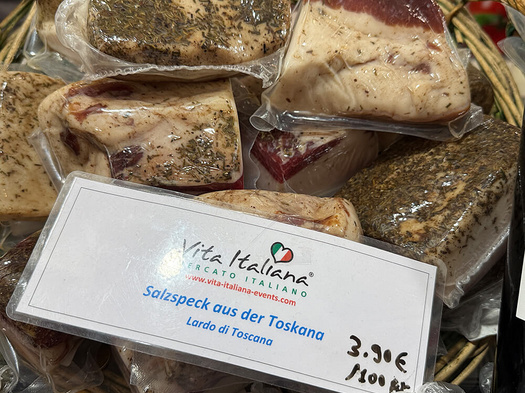 Vita Italiana®
MERCATO ITALIANO
www.vita-italiana-events.com
Salzspeck aus der Toskana
Lardo di Toscana
3.90€
/100 gr